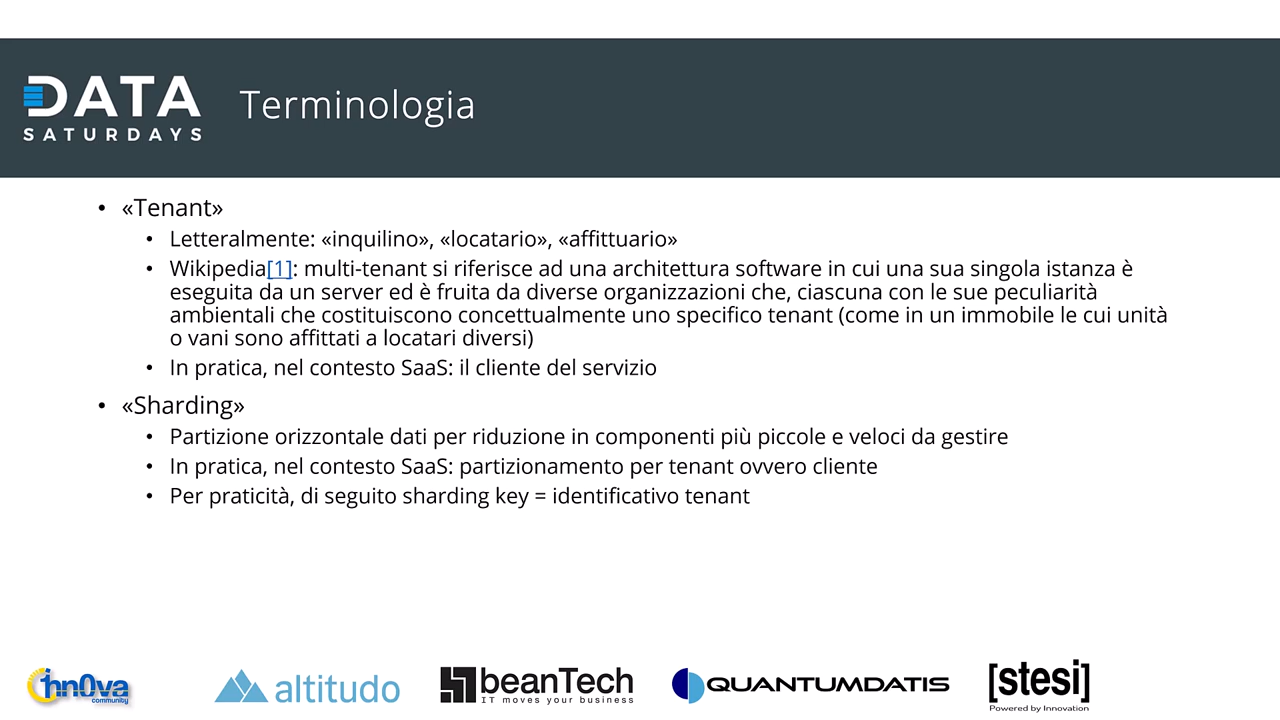 DATA
SATURDAYS
Terminologia
• «Tenant»
• Letteralmente: «inquilino», «locatario», «affittuario»
• Wikipedia[1]: multi-tenant si riferisce ad una architettura software in cui una sua singola istanza è
eseguita da un server ed è fruita da diverse organizzazioni che, ciascuna con le sue peculiarità
ambientali che costituiscono concettualmente uno specifico tenant (come in un immobile le cui unità
o vani sono affittati a locatari diversi)
• In pratica, nel contesto SaaS: il cliente del servizio
• «Sharding»
• Partizione orizzontale dati per riduzione in componenti più piccole e veloci da gestire
• In pratica, nel contesto SaaS: partizionamento per tenant ovvero cliente
• Per praticità, di seguito sharding key = identificativo tenant
1nn0va
community
altitudo
beanTech
IT moves your business
QUANTUMDATIS
[stesi]
Powered by Innovation